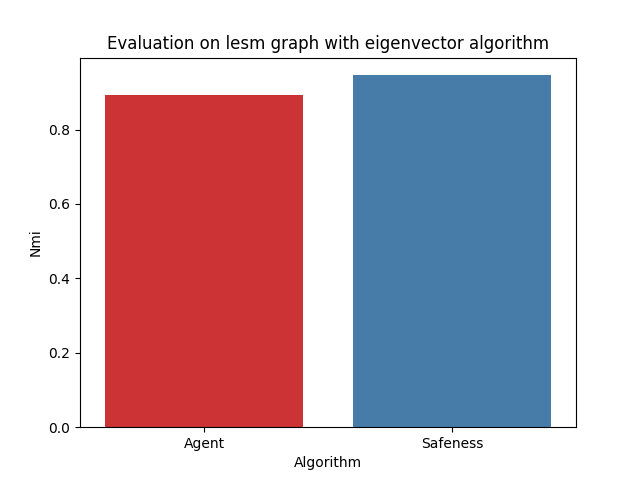 Evaluation on lesm graph with eigenvector algorithm
0.8
0.6
0.4
0.2
0.0
Nmi
Agent
Safeness
Algorithm